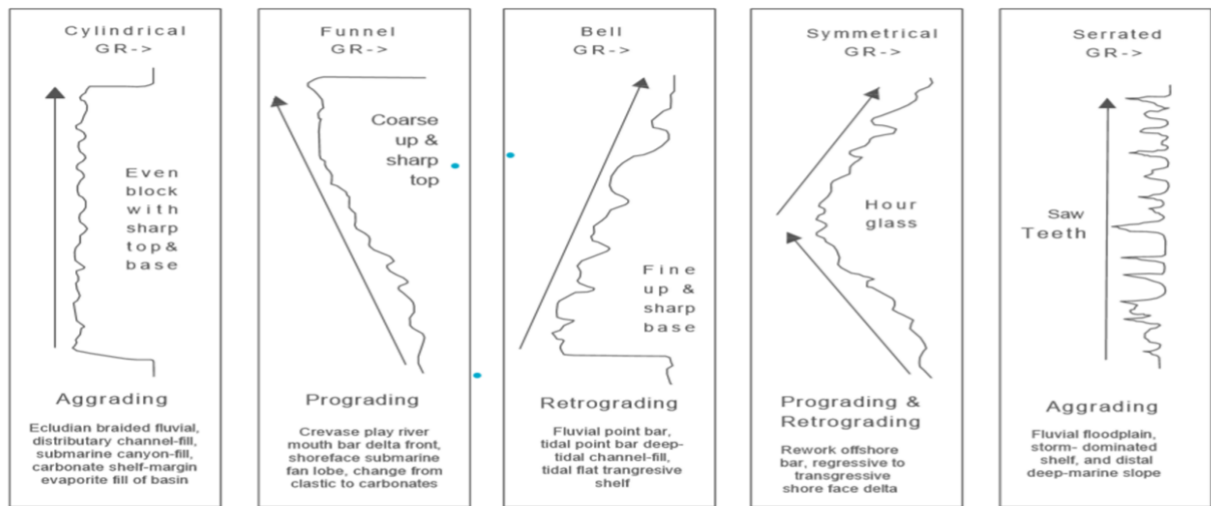 Cylindrical
GR->
Even
block
with
sharp
top&
base
Aggrading
Ecludian braided fluvial,
distributary channel-fill,
submarine canyon-fill,
carbonate shelf-margin
evaporite fill of basin
Funnel
GR->
Coarse
up &
sharp
top
Prograding
Crevase play river
mouth bar delta front,
shoreface submarine
fan lobe, change from
clastic to carbonates
Bell
GR->
Fine
up &
sharp
base
Retrograding
Fluvial point bar,
tidal point bar deep-
tidal channel-fill,
tidal flat trangresive
shelf
Symmetrical
GR->
Hour
glass
Prograding &
Retrograding
Rework offshore
bar, regressive to
transgressive
shore face delta
Serrated
GR->
Saw
Teeth
Aggrading
Fluvial floodplain,
storm- dominated
shelf, and distal
deep-marine slope